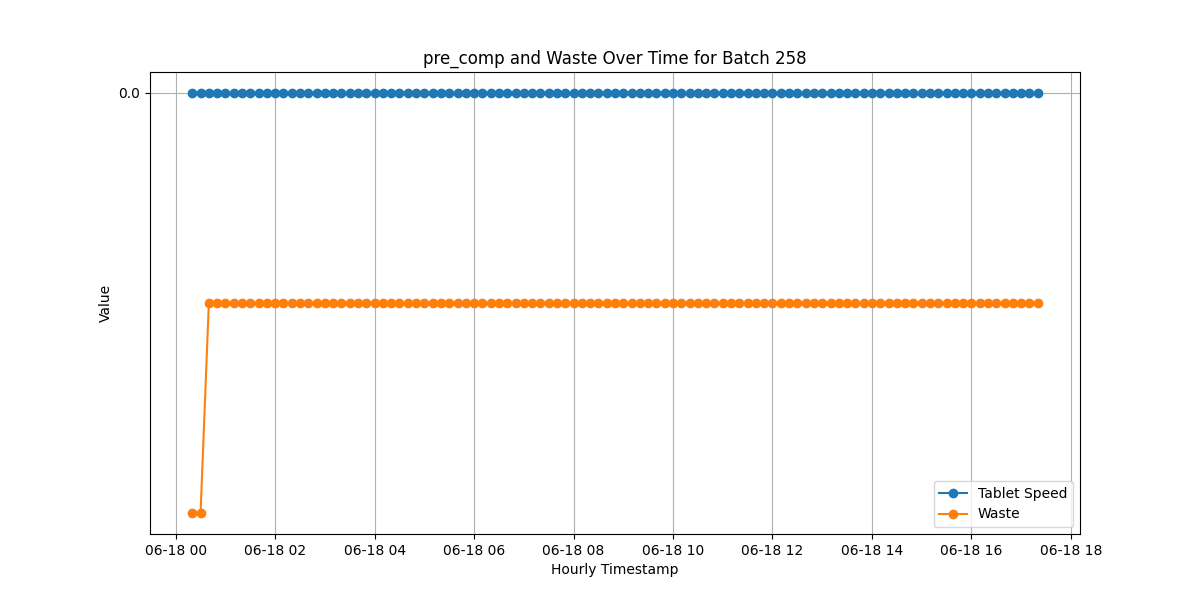 pre_comp and Waste Over Time for Batch 258
0.0
Value
Tablet Speed
Waste
06-18 00 06-18 02 06-18 04 06-18 06 06-18 08 06-18 10 06-18 12 06-18 14 06-18 16 06-18 18
Hourly Timestamp